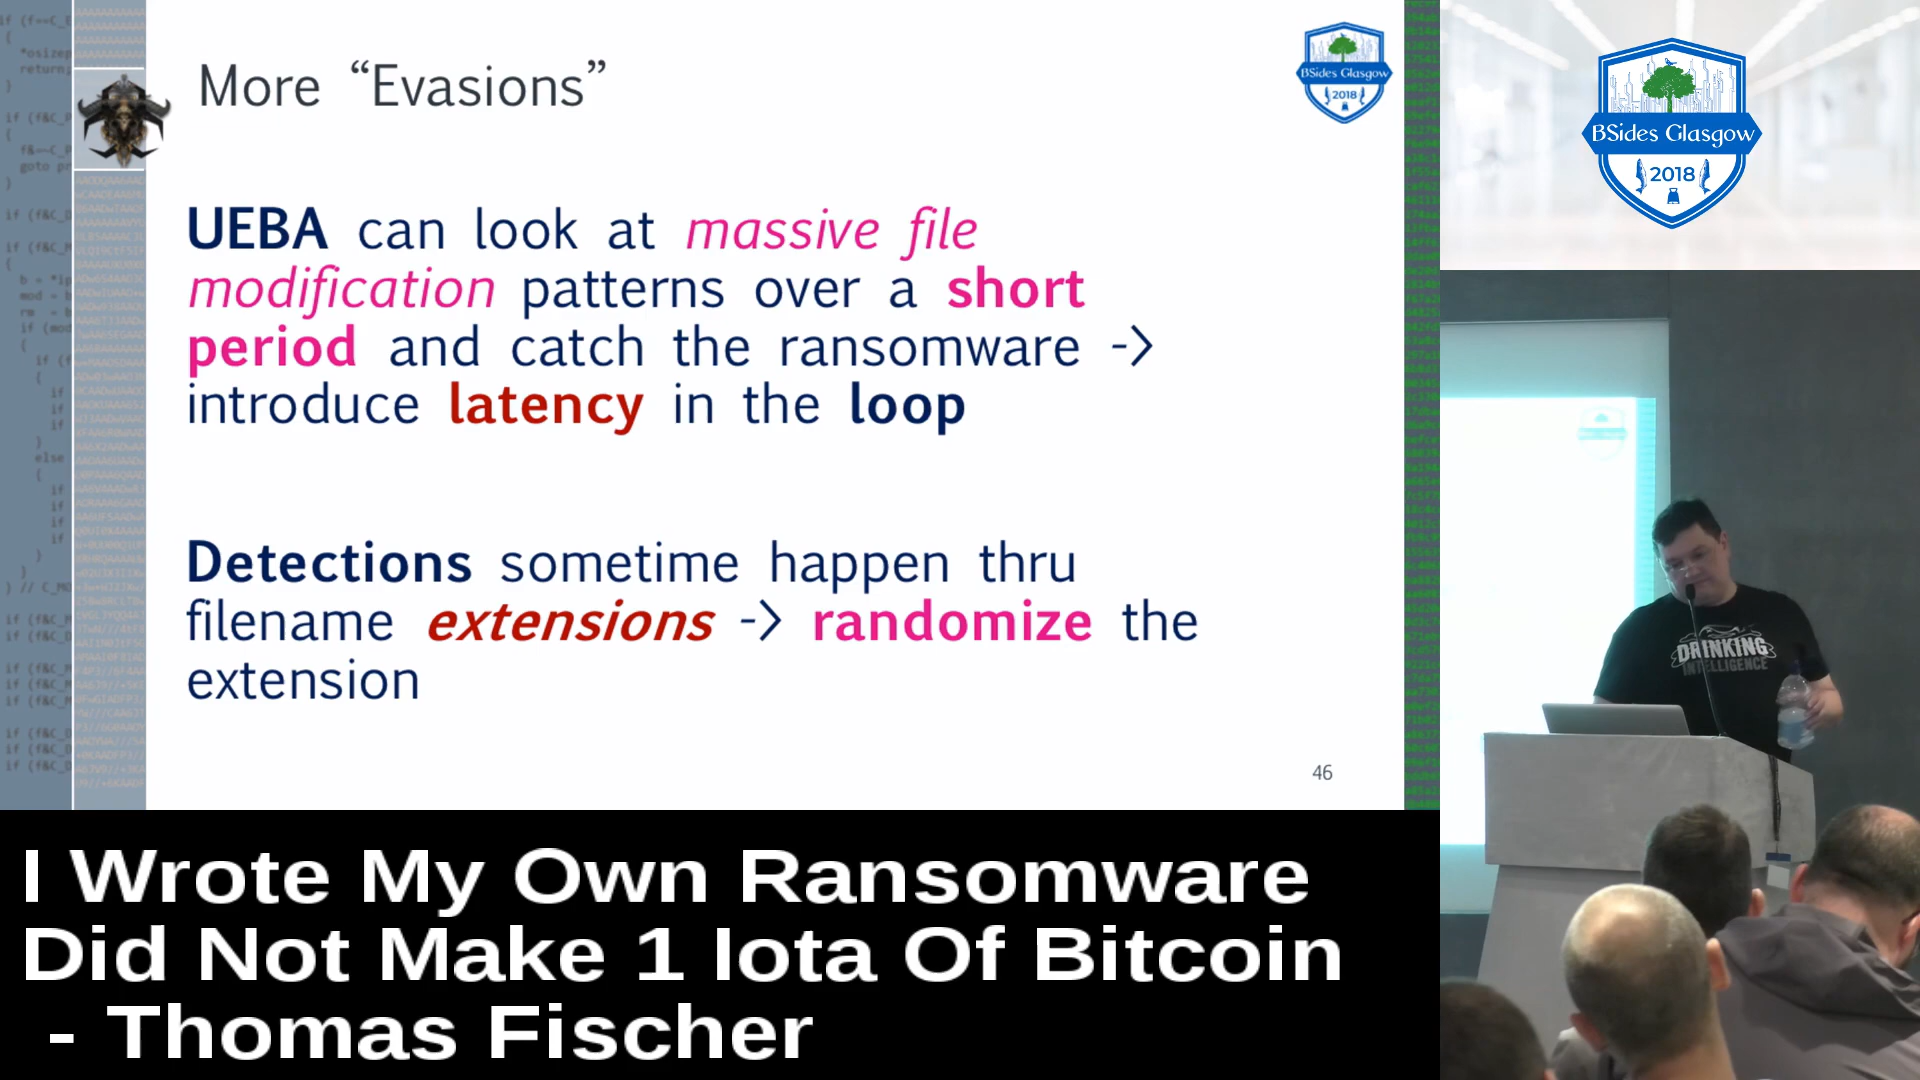 More “Evasions”
BSides Glasgow
2018
UEBA can look at massive file
modification patterns over a short
period and catch the ransomware ->
introduce latency in the loop
Detections sometime happen thru
filename extensions -> randomize the
extension
46
BSides Glasgow
2018
DRINKING
INTELLIGENCE
I Wrote My Own Ransomware
Did Not Make 1 Iota Of Bitcoin
- Thomas Fischer